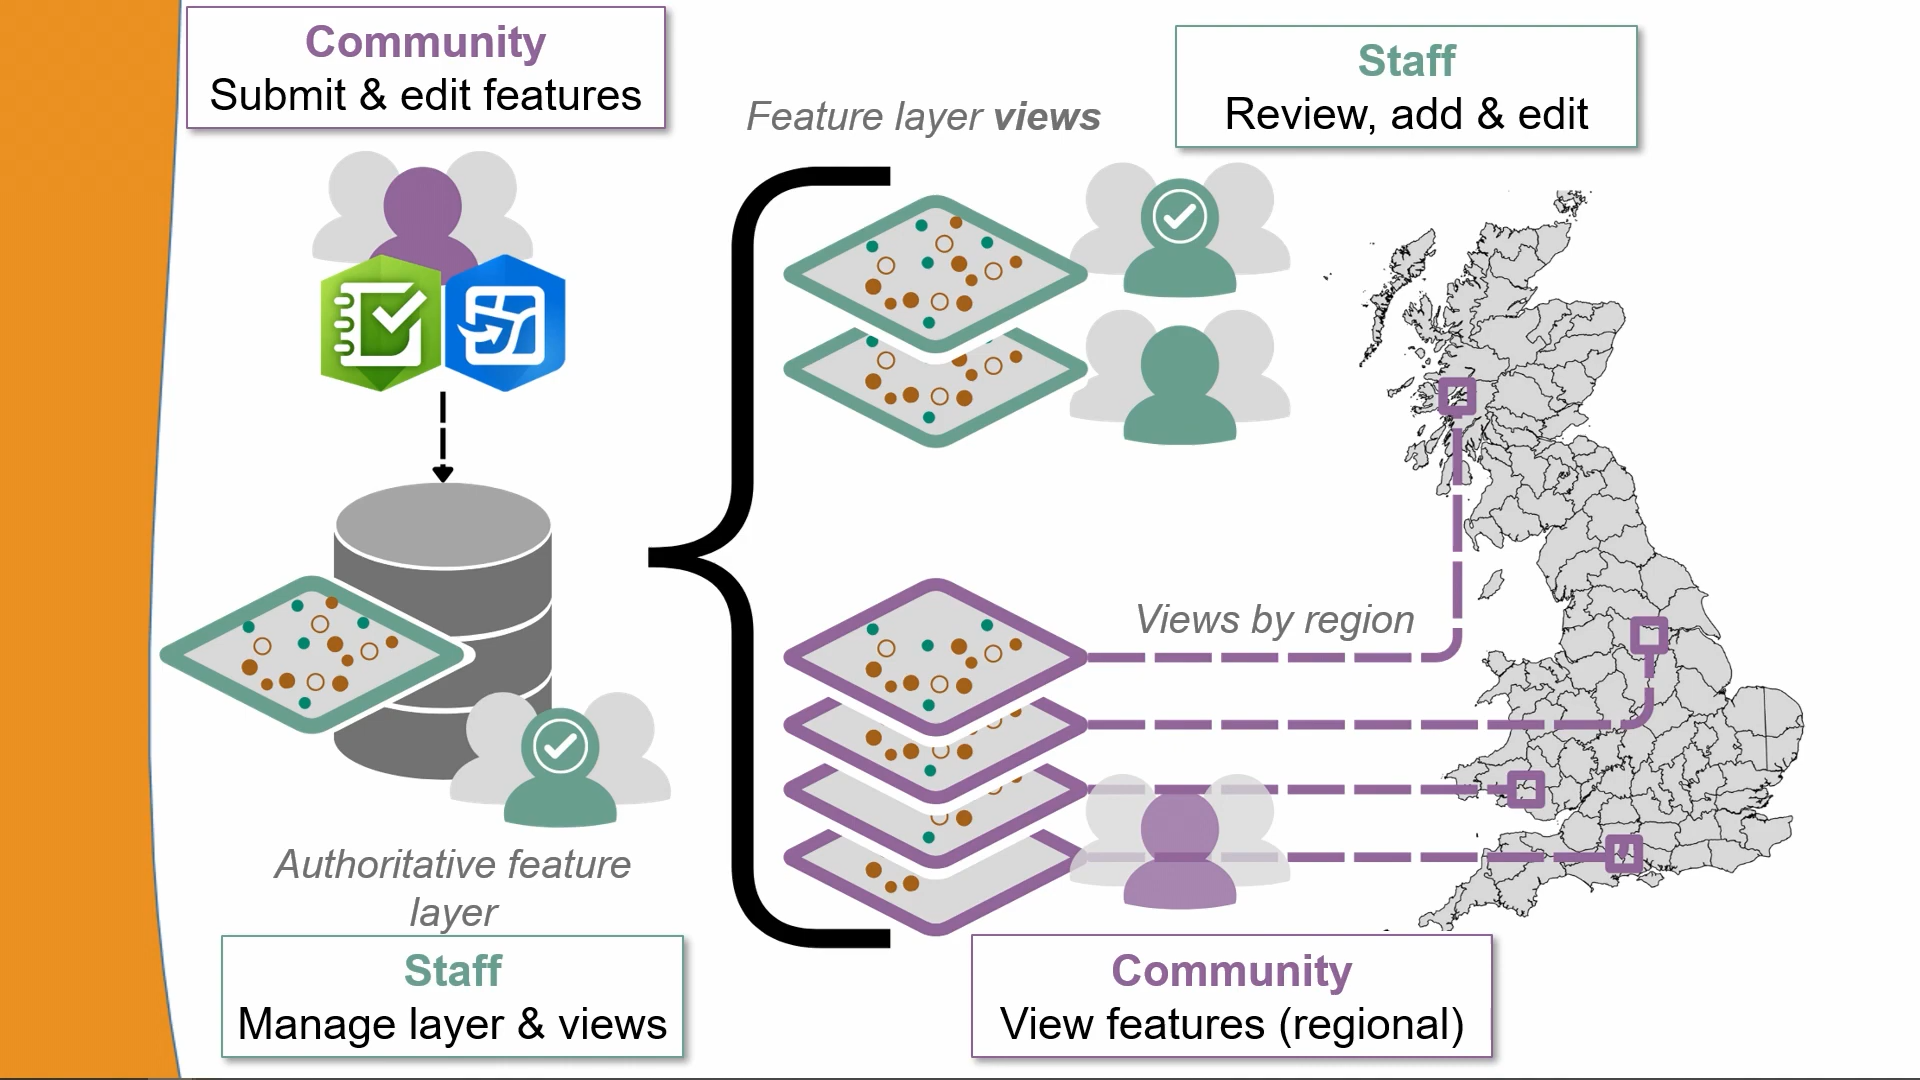 Community
Submit & edit features
Feature layer views
Staff
Review, add & edit
Views by region
Authoritative feature
layer
Staff
Manage layer & views
Community
View features (regional)